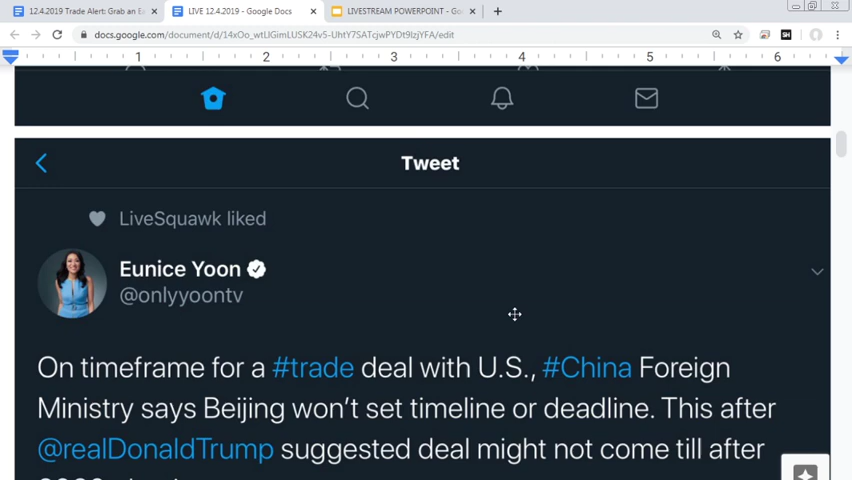 12.4.2019 Trade Alert: Grab an Ea
LIVE 12.4.2019 - Google Docs
LIVESTREAM POWERPOINT - Go
docs.google.com/document/d/14xOo_wtLlGimLUSK24v5-UhtY7SATcjwPYDt9lzjYFA/edit
1 2 3 4 5 6
Tweet
LiveSquawk liked
Eunice Yoon
@onlyyoontv
On timeframe for a #trade deal with U.S., #China Foreign
Ministry says Beijing won't set timeline or deadline. This after
@realDonaldTrump suggested deal might not come till after